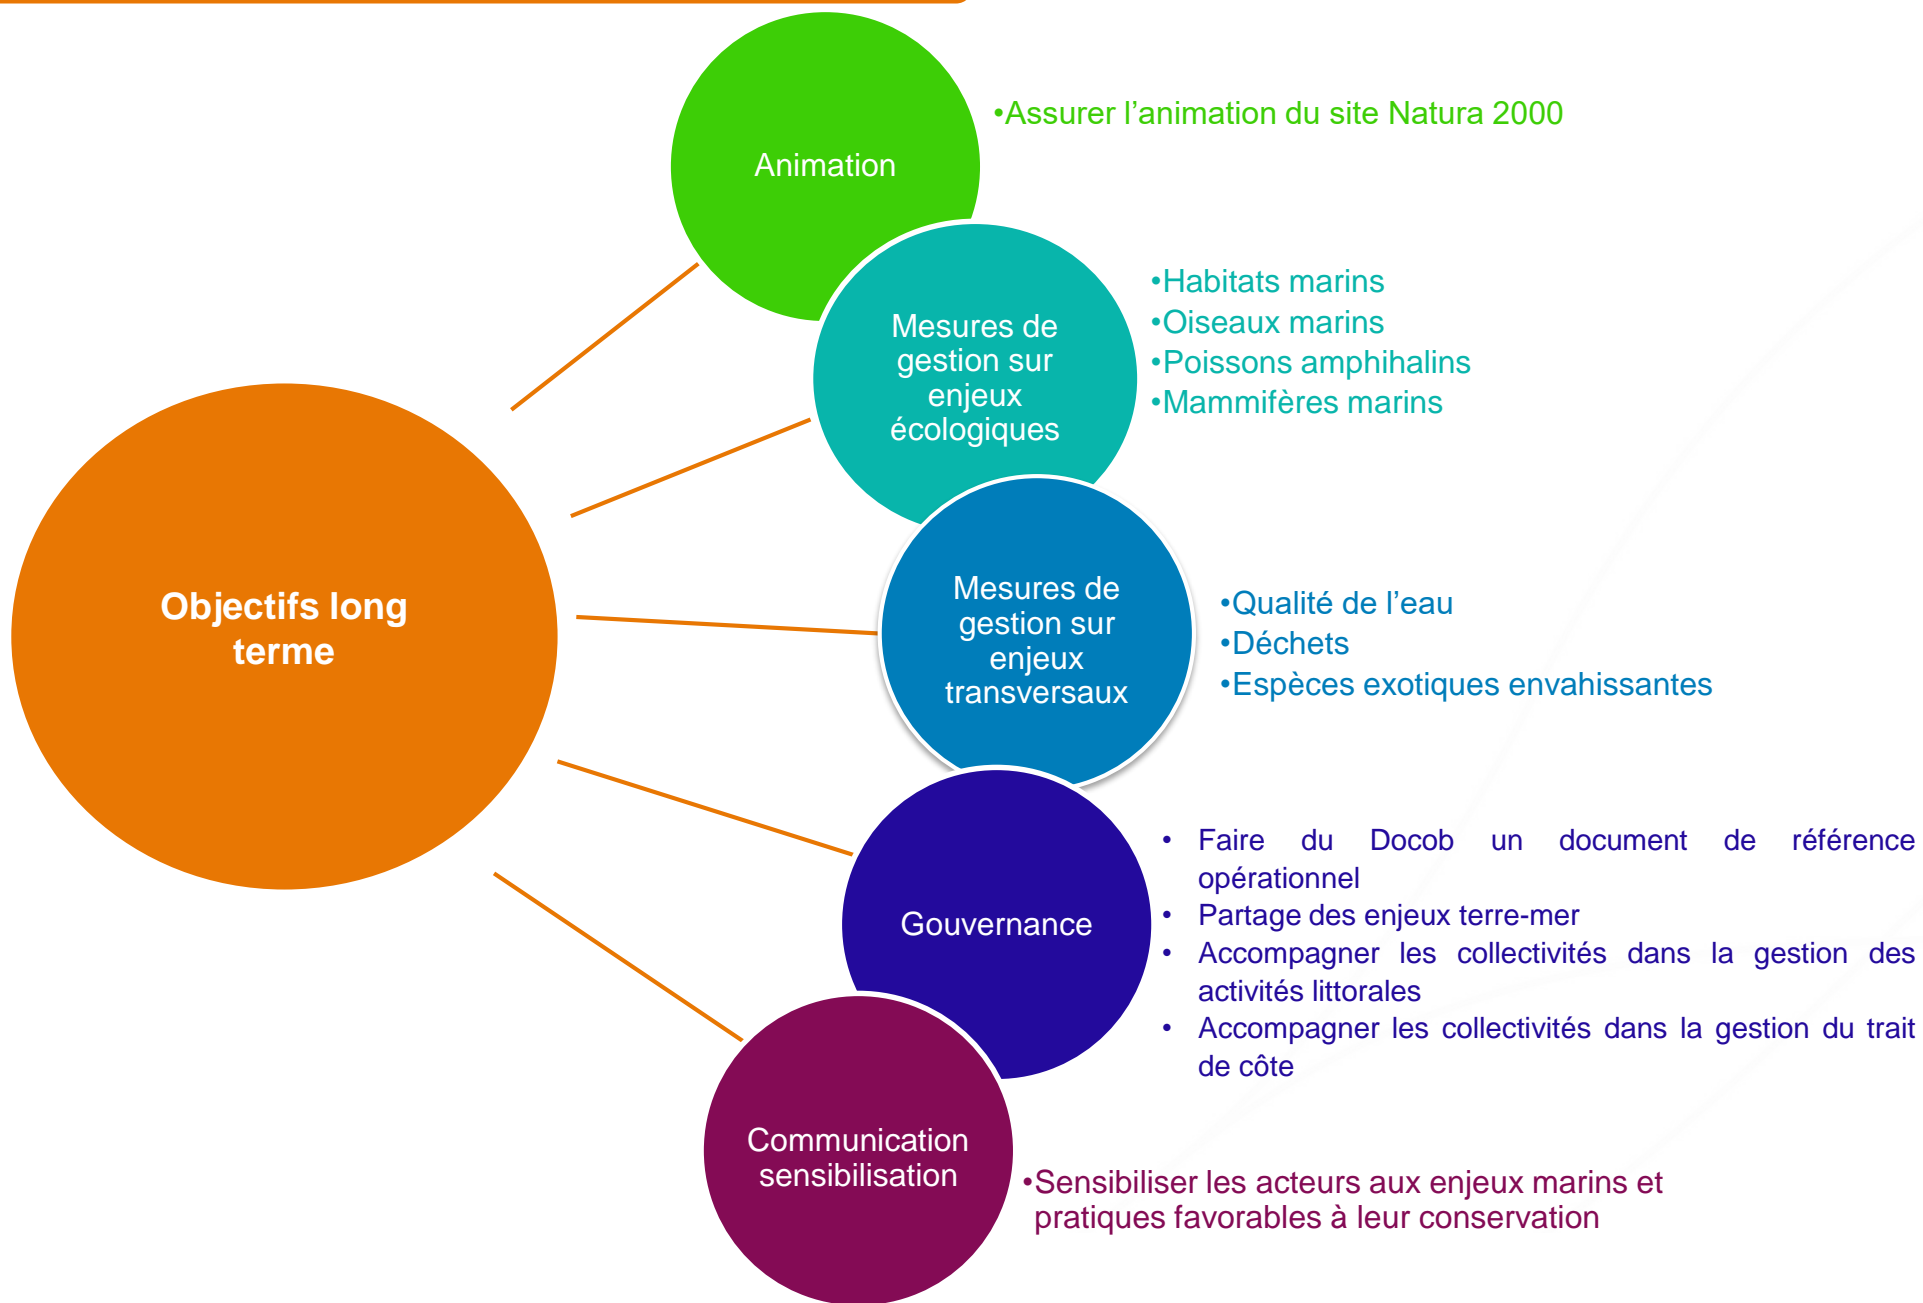 Objectifs long
terme
Animation
•Assurer l’animation du site Natura 2000
Mesures de
gestion sur
enjeux
écologiques
•Habitats marins
•Oiseaux marins
•Poissons amphihalins
•Mammifères marins
Mesures de
gestion sur
enjeux
transversaux
•Qualité de l’eau
•Déchets
•Espèces exotiques envahissantes
Gouvernance
• Faire du Docob un document de référence
opérationnel
• Partage des enjeux terre-mer
• Accompagner les collectivités dans la gestion des
activités littorales
• Accompagner les collectivités dans la gestion du trait
de côte
Communication
sensibilisation
•Sensibiliser les acteurs aux enjeux marins et
pratiques favorables à leur conservation